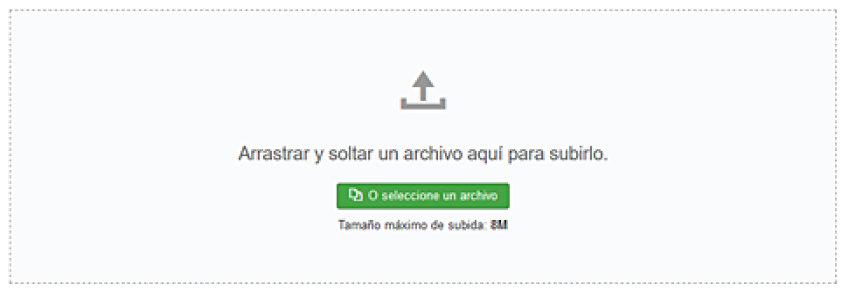 Arrastrar y soltar un archivo aquí para subirlo.
O seleccione un archivo
Tamaño máximo de subida: 8M